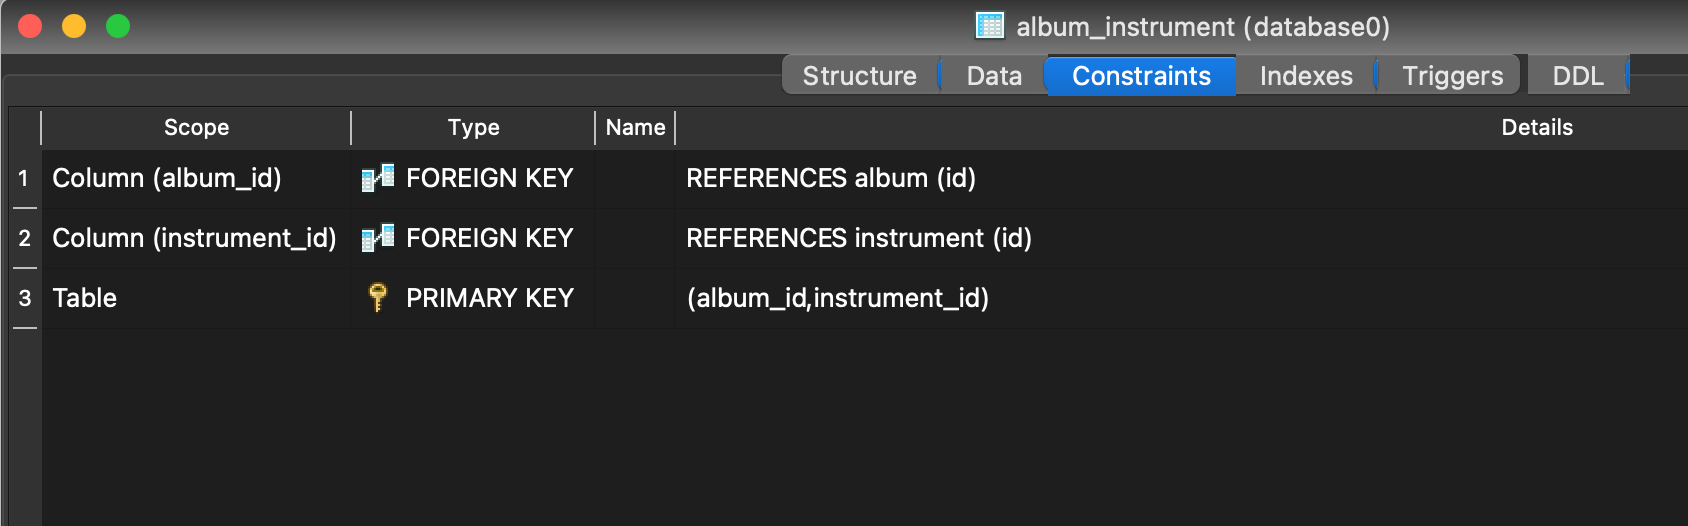 album_instrument (database0)
Structure Data Constraints Indexes Triggers DDL
Scope Type Name Details
1 Column (album_id) FOREIGN KEY REFERENCES album (id)
2 Column (instrument_id) FOREIGN KEY REFERENCES instrument (id)
3 Table PRIMARY KEY (album_id,instrument_id)